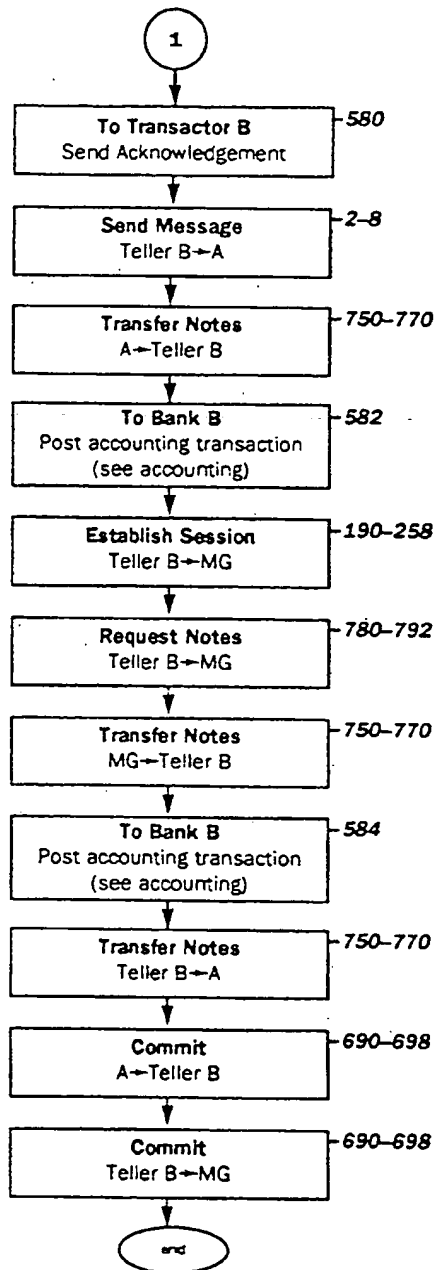 1
To Transactor B
Send Acknowledgement
580
Send Message
Teller B→A
2-8
Transfer Notes
A→Teller B
750-770
To Bank B
Post accounting transaction
(see accounting)
582
Establish Session
Teller B→MG
190-258
Request Notes
Teller B→MG
780-792
Transfer Notes
MG→Teller B
750-770
To Bank B
Post accounting transaction
(see accounting)
584
Transfer Notes
Teller B→A
750-770
Commit
A→Teller B
690-698
Commit
Teller B→MG
690-698
end